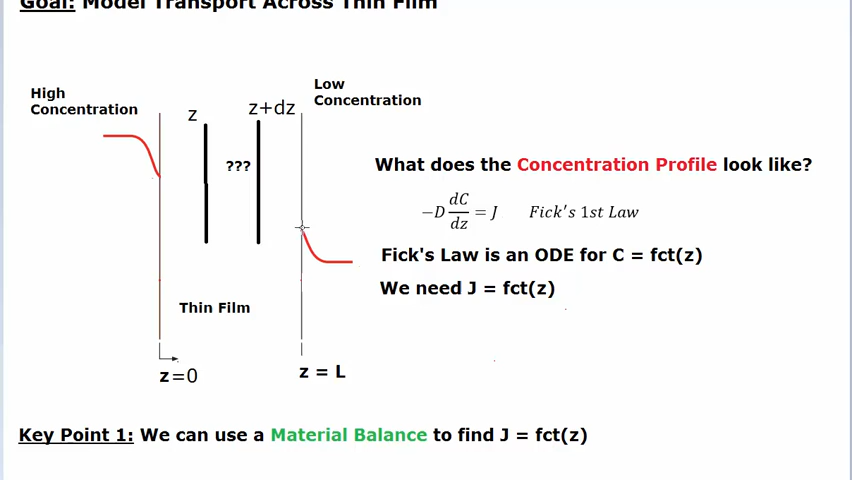 Goal: Model Transport Across Thin Film
High
Concentration
z
z+dz
Low
Concentration
???
What does the Concentration Profile look like?
−D dC/dz = J Fick's 1st Law
Fick's Law is an ODE for C = fct(z)
We need J = fct(z)
Thin Film
z=0
z = L
Key Point 1: We can use a Material Balance to find J = fct(z)